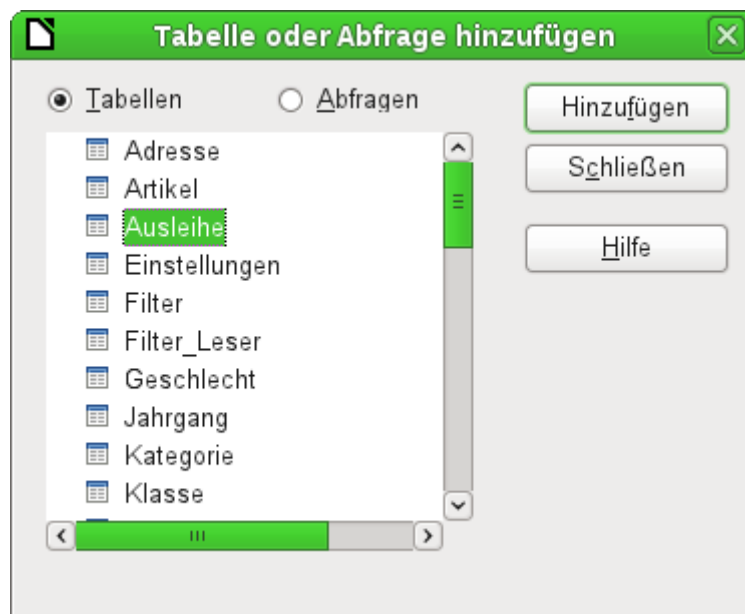 Tabelle oder Abfrage hinzufügen
Tabellen
Abfragen
Adresse
Artikel
Ausleihe
Einstellungen
Filter
Filter_Leser
Geschlecht
Jahrgang
Kategorie
Klasse
Hinzufügen
Schließen
Hilfe